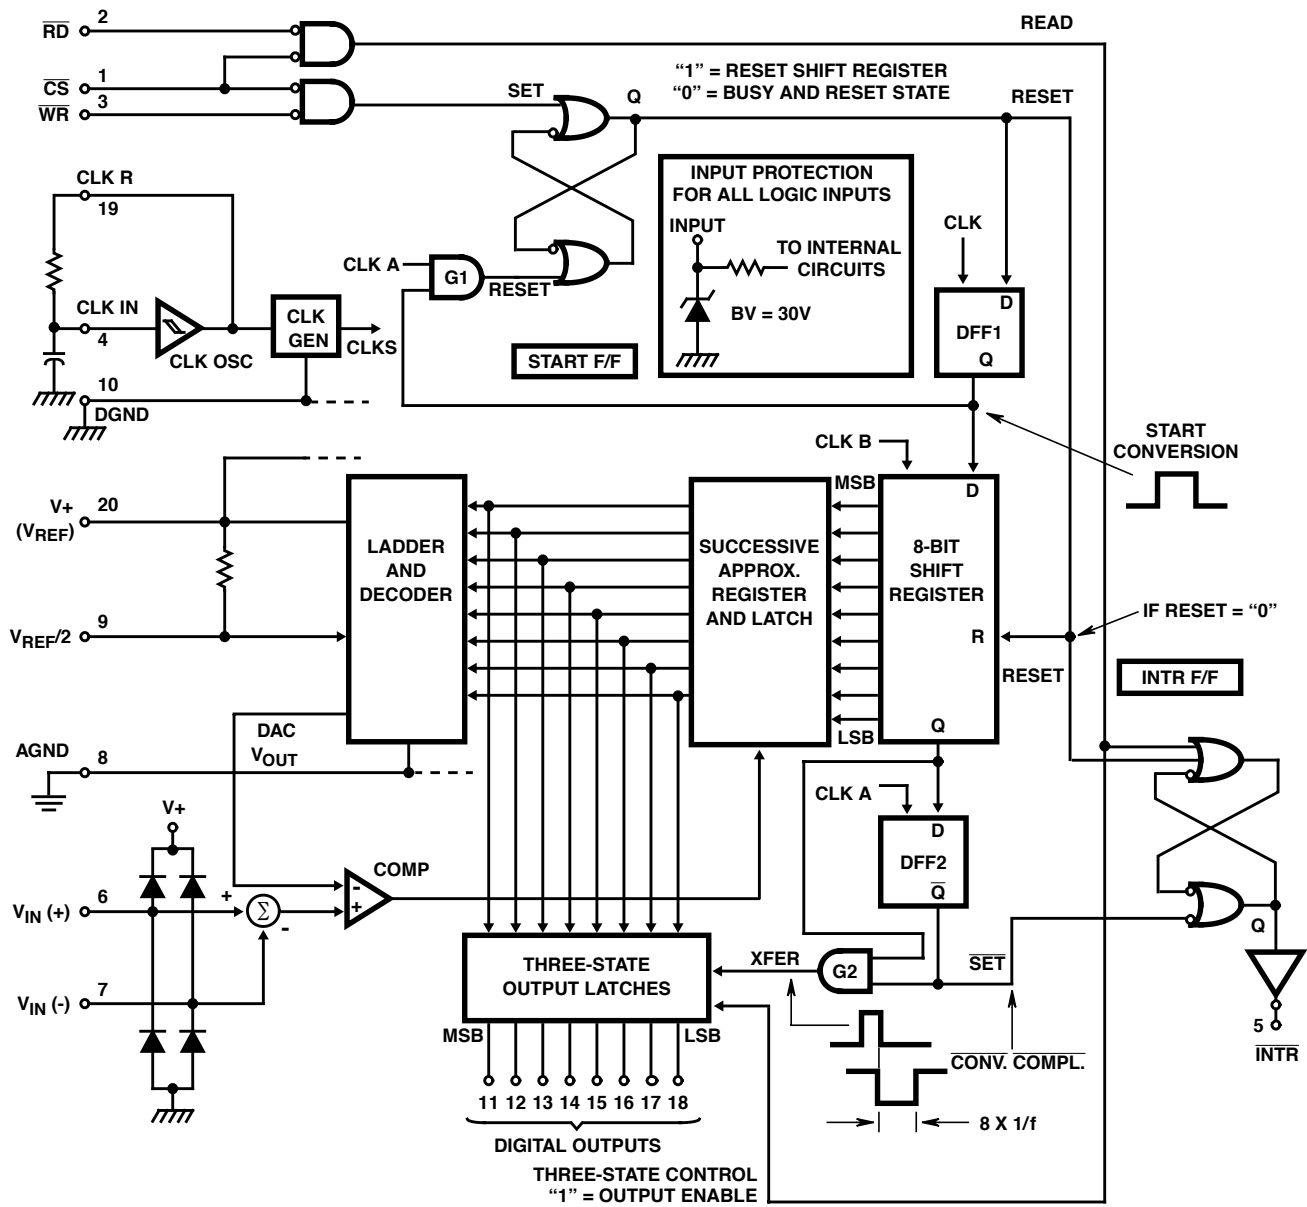 RD
2
READ
CS
1
WR
3
SET
Q
"1" = RESET SHIFT REGISTER
"0" = BUSY AND RESET STATE
RESET
INPUT PROTECTION
FOR ALL LOGIC INPUTS
INPUT
TO INTERNAL
CIRCUITS
BV = 30V
CLK R
19
CLK IN
4
CLK OSC
CLK
GEN
CLKS
10
DGND
CLK A
G1
RESET
START F/F
CLK
D
DFF1
Q
START
CONVERSION
V+
(VREF)
20
VREF/2
9
LADDER
AND
DECODER
SUCCESSIVE
APPROX.
REGISTER
AND LATCH
MSB
LSB
CLK B
D
8-BIT
SHIFT
REGISTER
R
Q
IF RESET = "0"
RESET
INTR F/F
AGND
8
DAC
VOUT
CLK A
D
DFF2
Q
V+
COMP
-
+
VIN (+)
6
+
Σ
-
VIN (-)
7
THREE-STATE
OUTPUT LATCHES
XFER
G2
SET
Q
5
INTR
MSB
LSB
CONV. COMPL.
8 X 1/f
11 12 13 14 15 16 17 18
DIGITAL OUTPUTS
THREE-STATE CONTROL
"1" = OUTPUT ENABLE